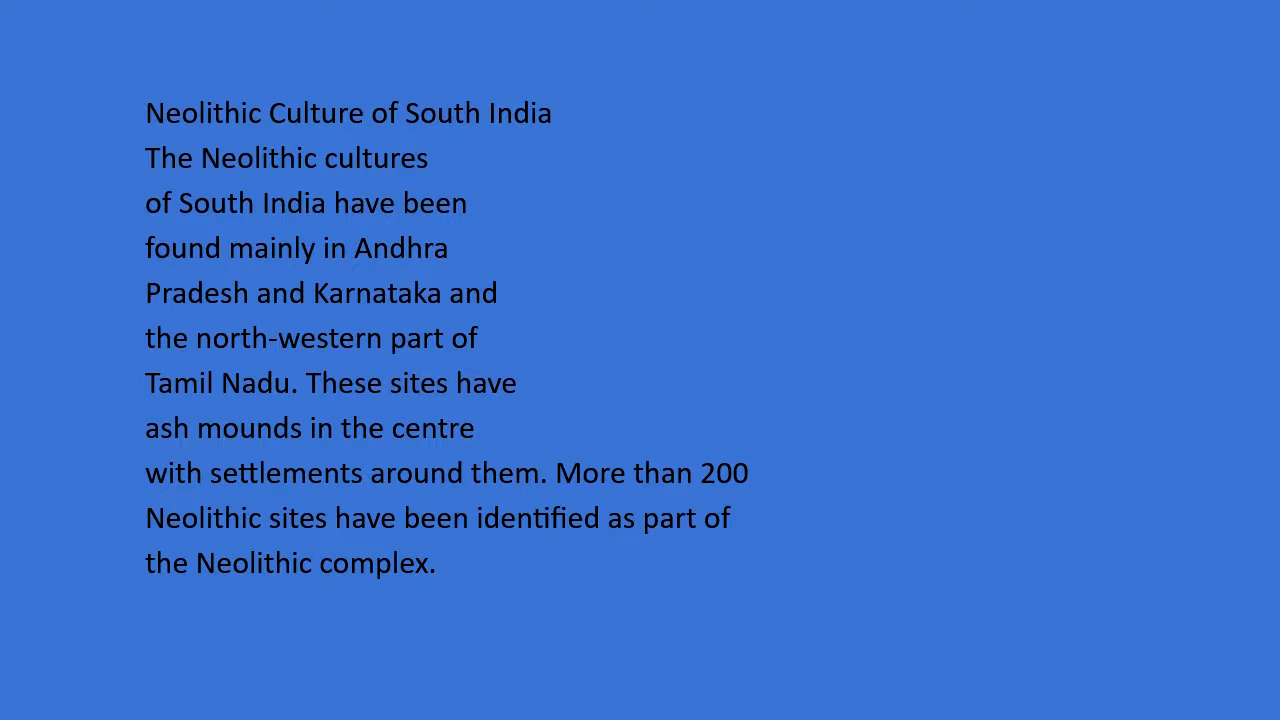 Neolithic Culture of South India
The Neolithic cultures
of South India have been
found mainly in Andhra
Pradesh and Karnataka and
the north-western part of
Tamil Nadu. These sites have
ash mounds in the centre
with settlements around them. More than 200
Neolithic sites have been identified as part of
the Neolithic complex.